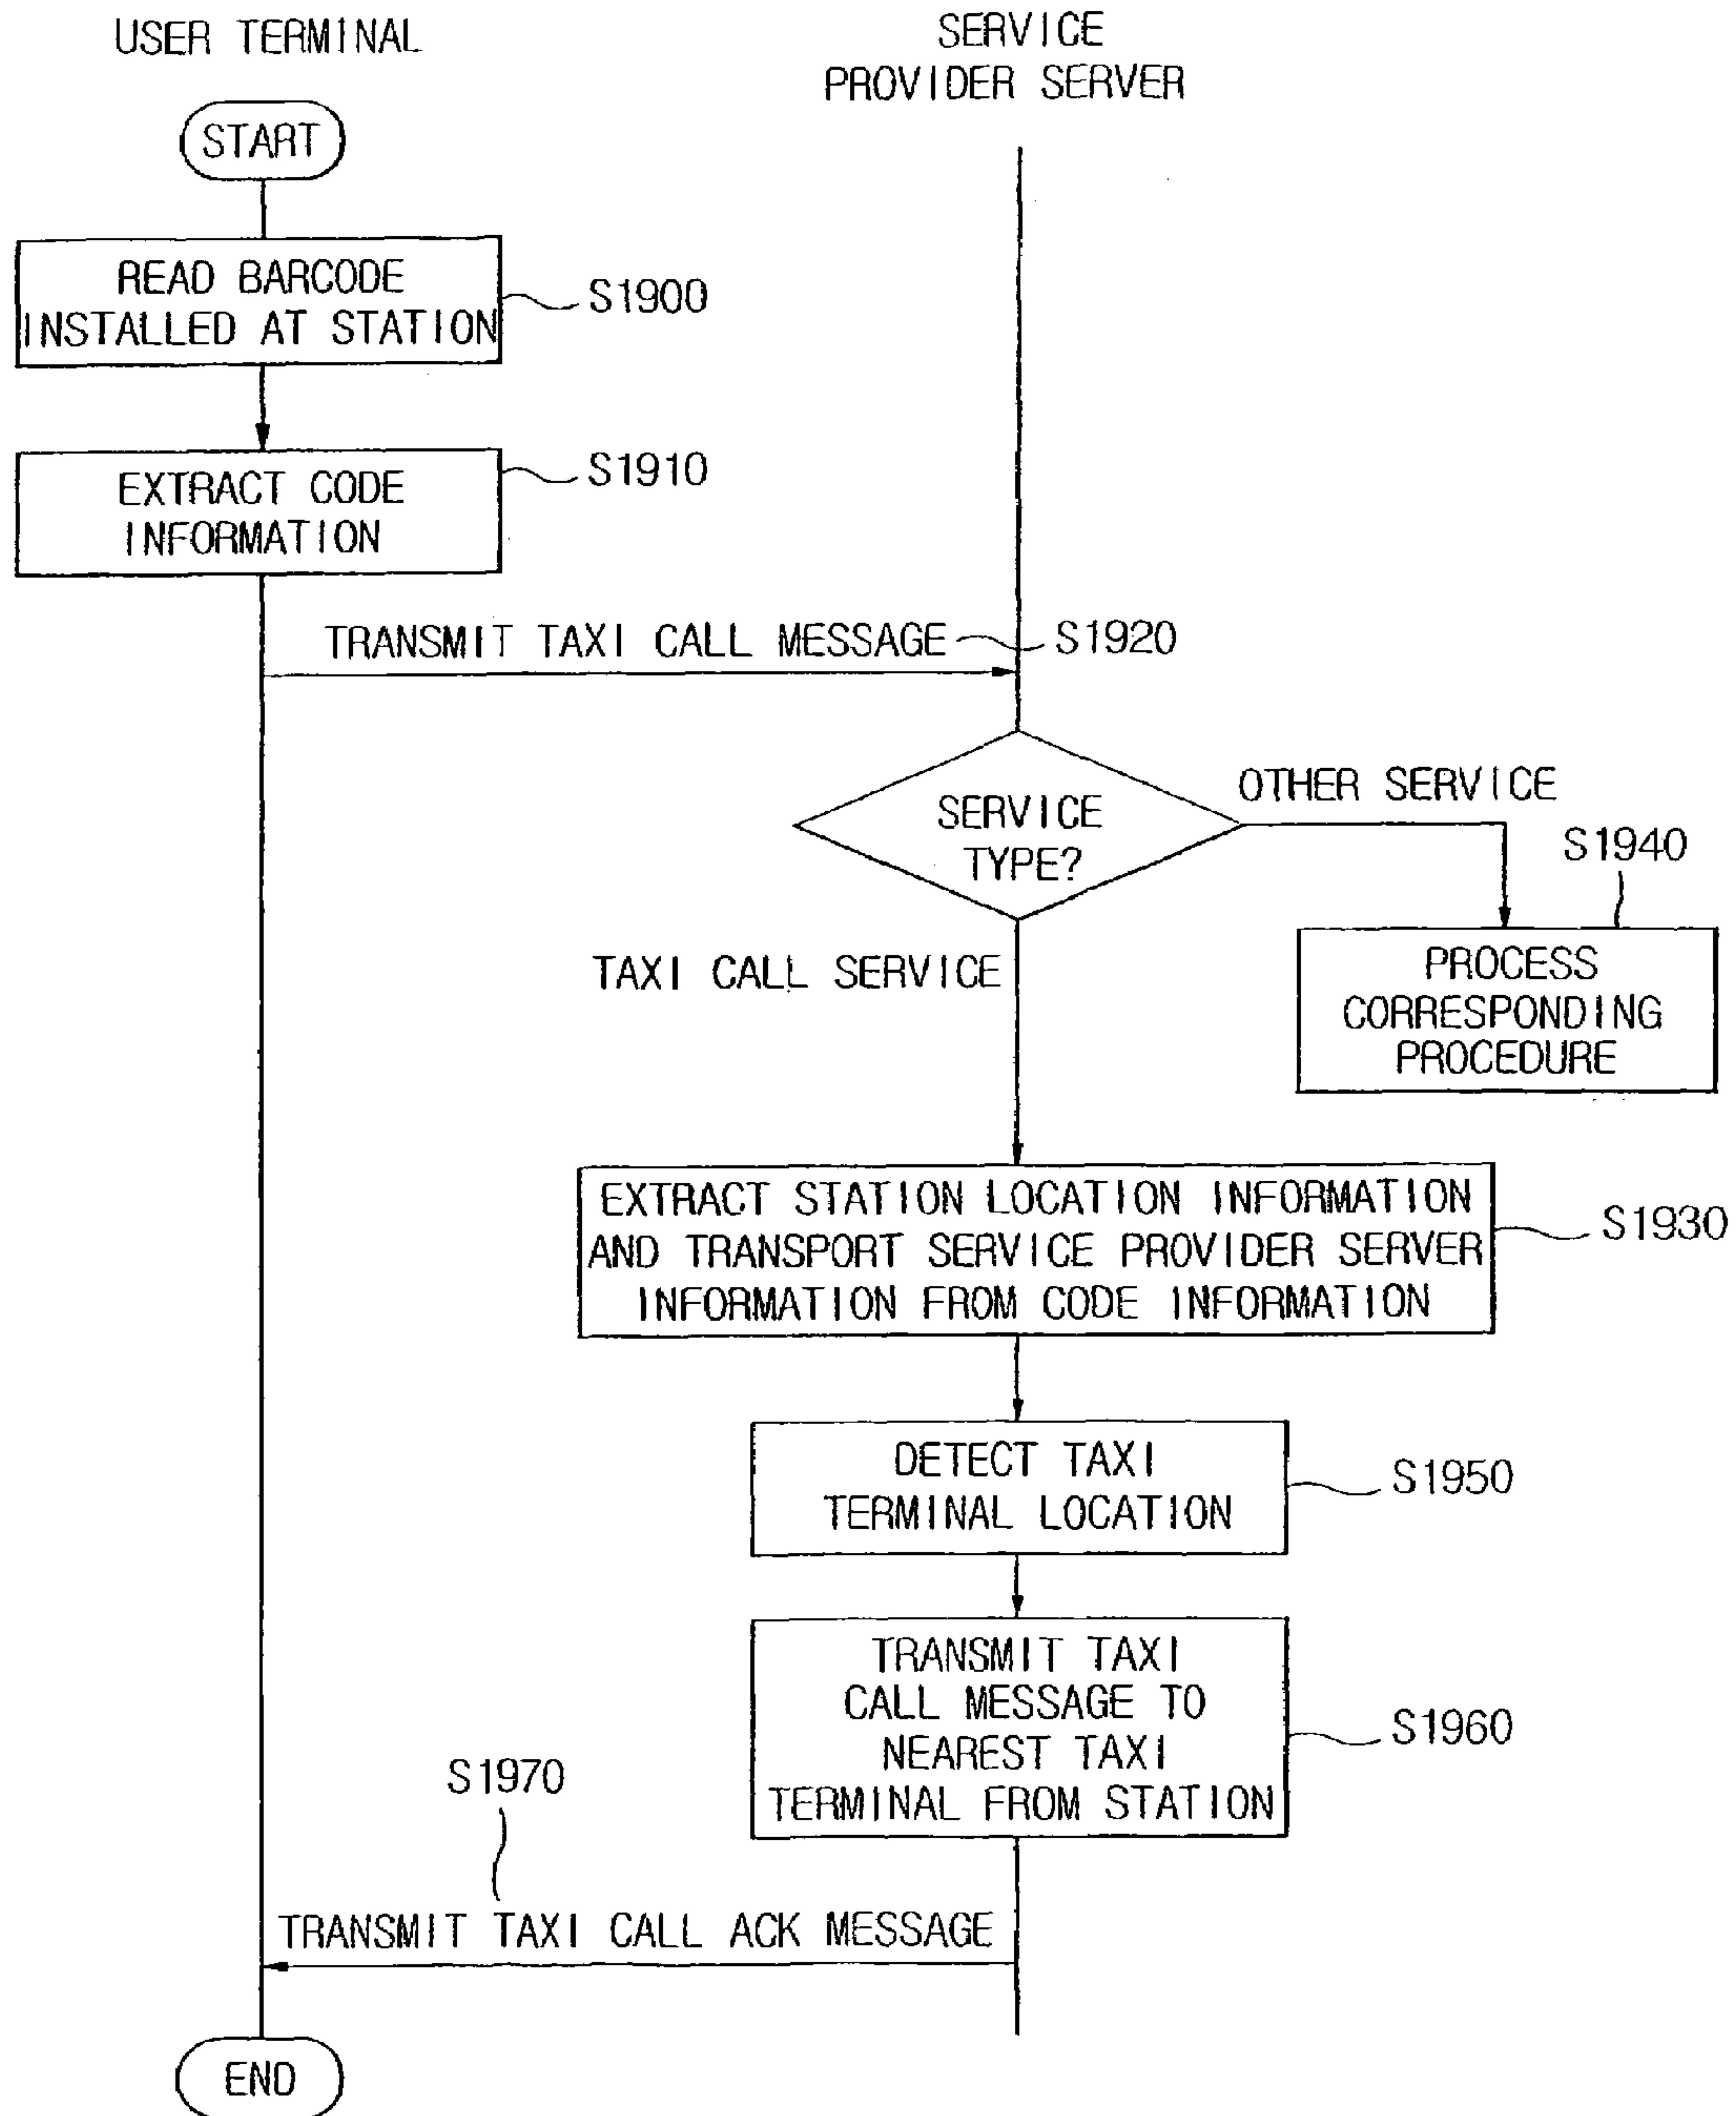 USER TERMINAL
SERVICE
PROVIDER SERVER
START
READ BARCODE
INSTALLED AT STATION
S1900
EXTRACT CODE
INFORMATION
S1910
TRANSMIT TAXI CALL MESSAGE
S1920
SERVICE
TYPE?
OTHER SERVICE
S1940
PROCESS
CORRESPONDING
PROCEDURE
TAXI CALL SERVICE
EXTRACT STATION LOCATION INFORMATION
AND TRANSPORT SERVICE PROVIDER SERVER
INFORMATION FROM CODE INFORMATION
S1930
DETECT TAXI
TERMINAL LOCATION
S1950
TRANSMIT TAXI
CALL MESSAGE TO
NEAREST TAXI
TERMINAL FROM STATION
S1960
S1970
TRANSMIT TAXI CALL ACK MESSAGE
END